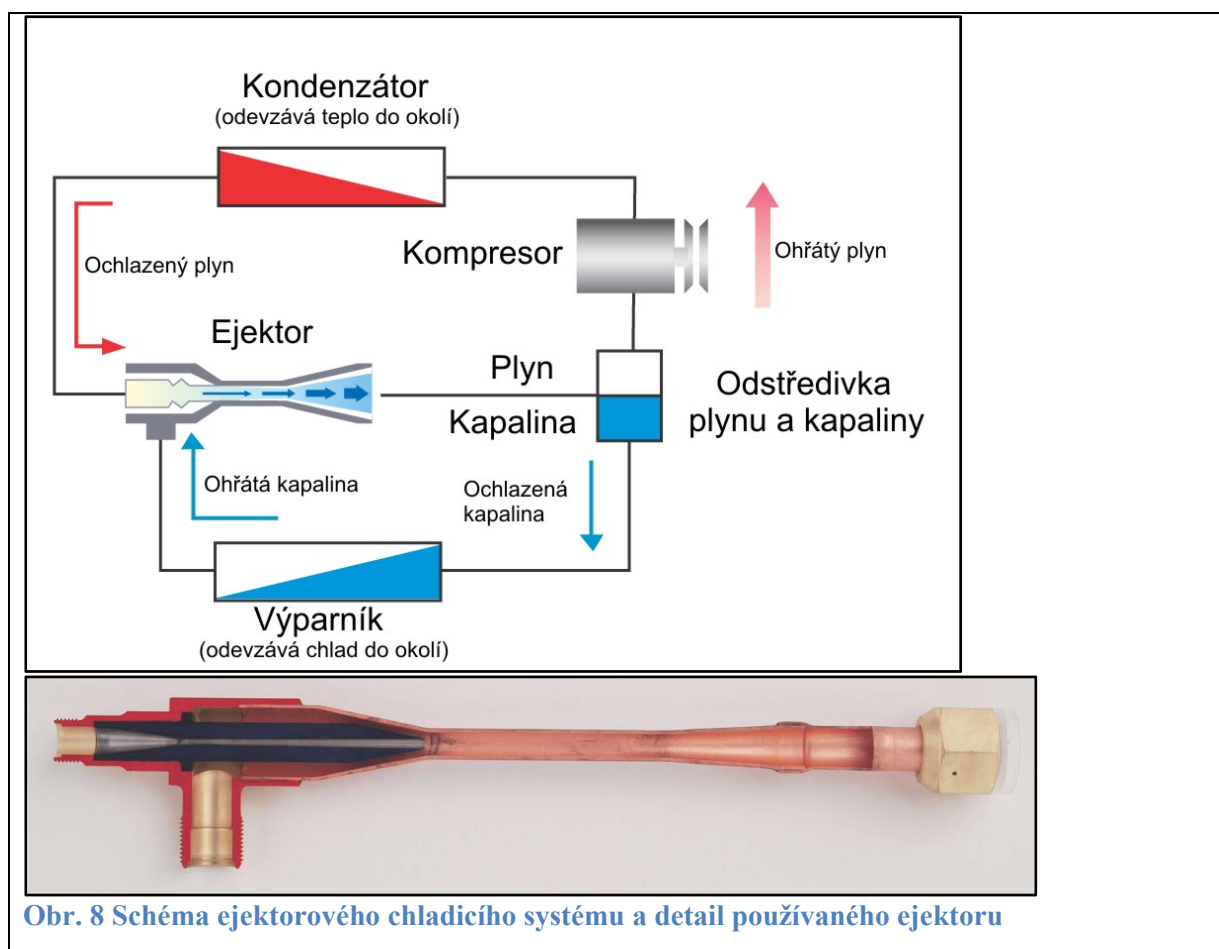 Kondenzátor
(odevzává teplo do okolí)
Ochlazený plyn
Kompresor
Ohřátý plyn
Ejektor
Plyn
Kapalina
Odstředivka
plynu a kapaliny
Ohřátá kapalina
Ochlazená
kapalina
Výparník
(odevzává chlad do okolí)
Obr. 8 Schéma ejektorového chladicího systému a detail používaného ejektoru